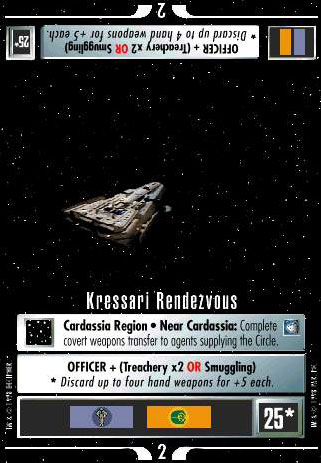 2
25*
OFFICER + (Treachery x2 OR Smuggling)
* Discard up to 4 hand weapons for +5 each.
Kressari Rendezvous
Cardassia Region • Near Cardassia: Complete
covert weapons transfer to agents supplying the Circle.
OFFICER + (Treachery x2 OR Smuggling)
* Discard up to four hand weapons for +5 each.
25*
2